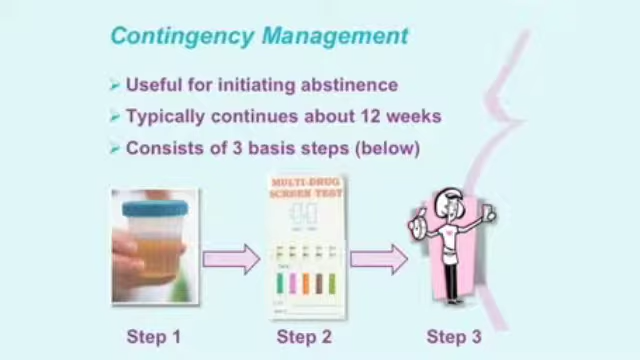 Contingency Management
Useful for initiating abstinence
Typically continues about 12 weeks
Consists of 3 basis steps (below)
MULTI-DRUG
SCREEN TEST
Step 1
Step 2
Step 3